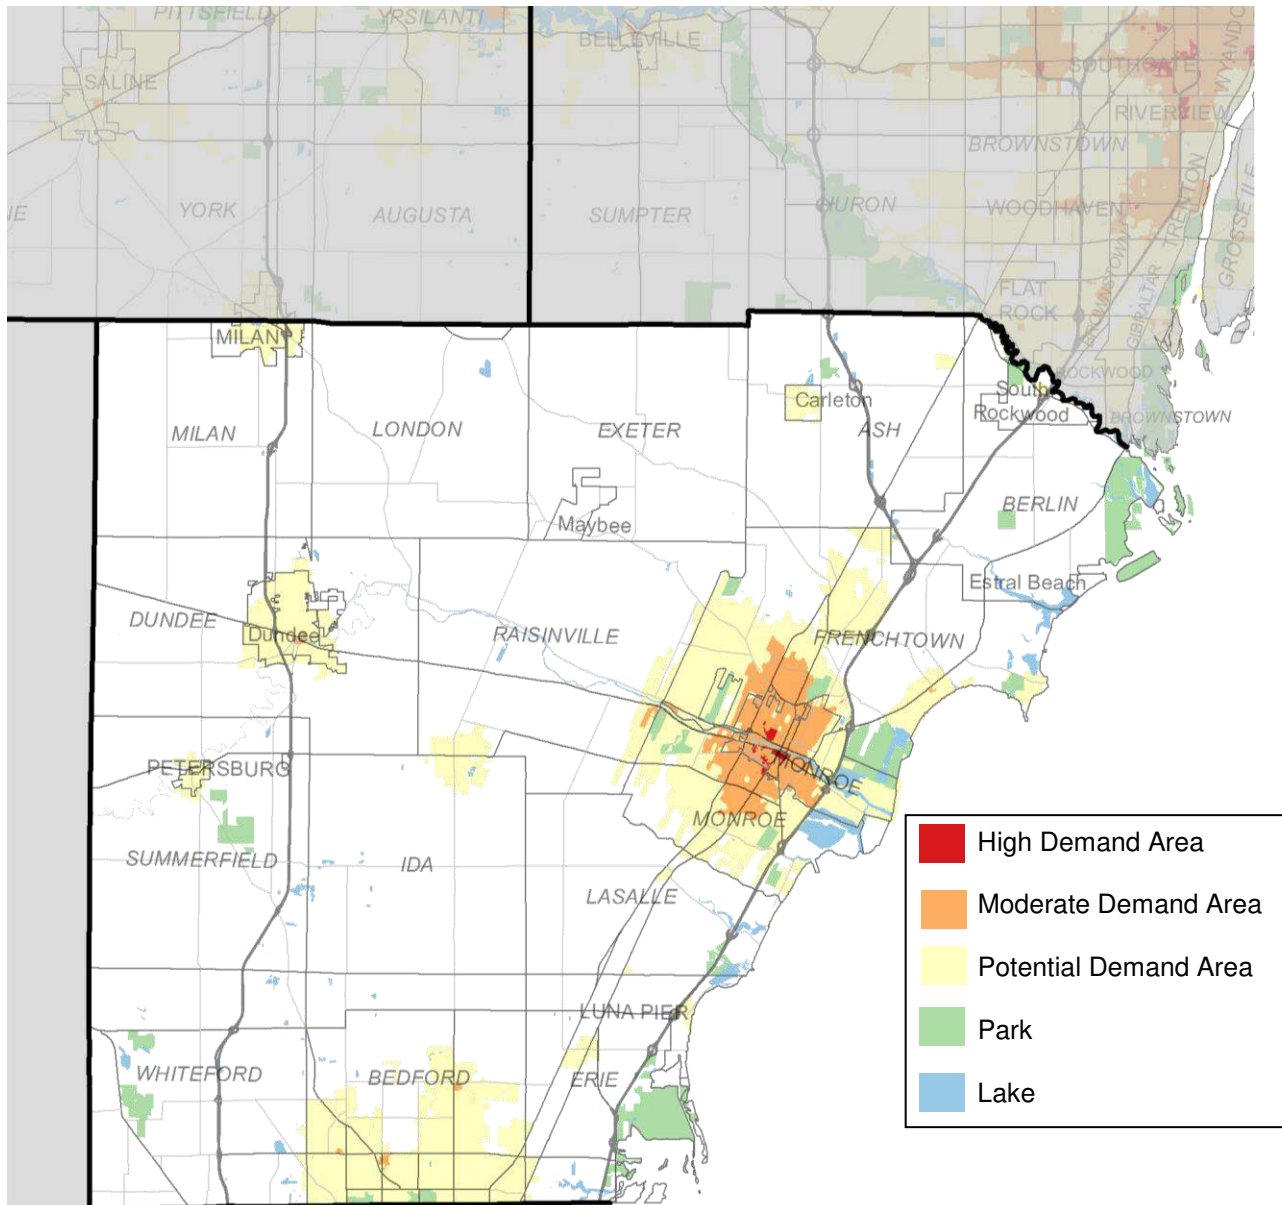 PITTSFIELD
YPSILANTI
BELLEVILLE
WYANDO
SOUTHGATE
SALINE
RIVERVIEW
BROWNSTOWN
NE
YORK
AUGUSTA
SUMPTER
HURON
WOODHAVEN
TRENTON
GROSSE ILE
BROWNSTOWN
GIBRALTAR
FLAT
ROCK
MILAN
ROCKWOOD
South
Rockwood
BROWNSTOWN
Carleton
MILAN
LONDON
EXETER
ASH
BERLIN
Maybee
Estral Beach
DUNDEE
Dundee
RAISINVILLE
FRENCHTOWN
PETERSBURG
MONROE
MONROE
SUMMERFIELD
IDA
LASALLE
LUNA PIER
WHITEFORD
BEDFORD
ERIE
High Demand Area
Moderate Demand Area
Potential Demand Area
Park
Lake